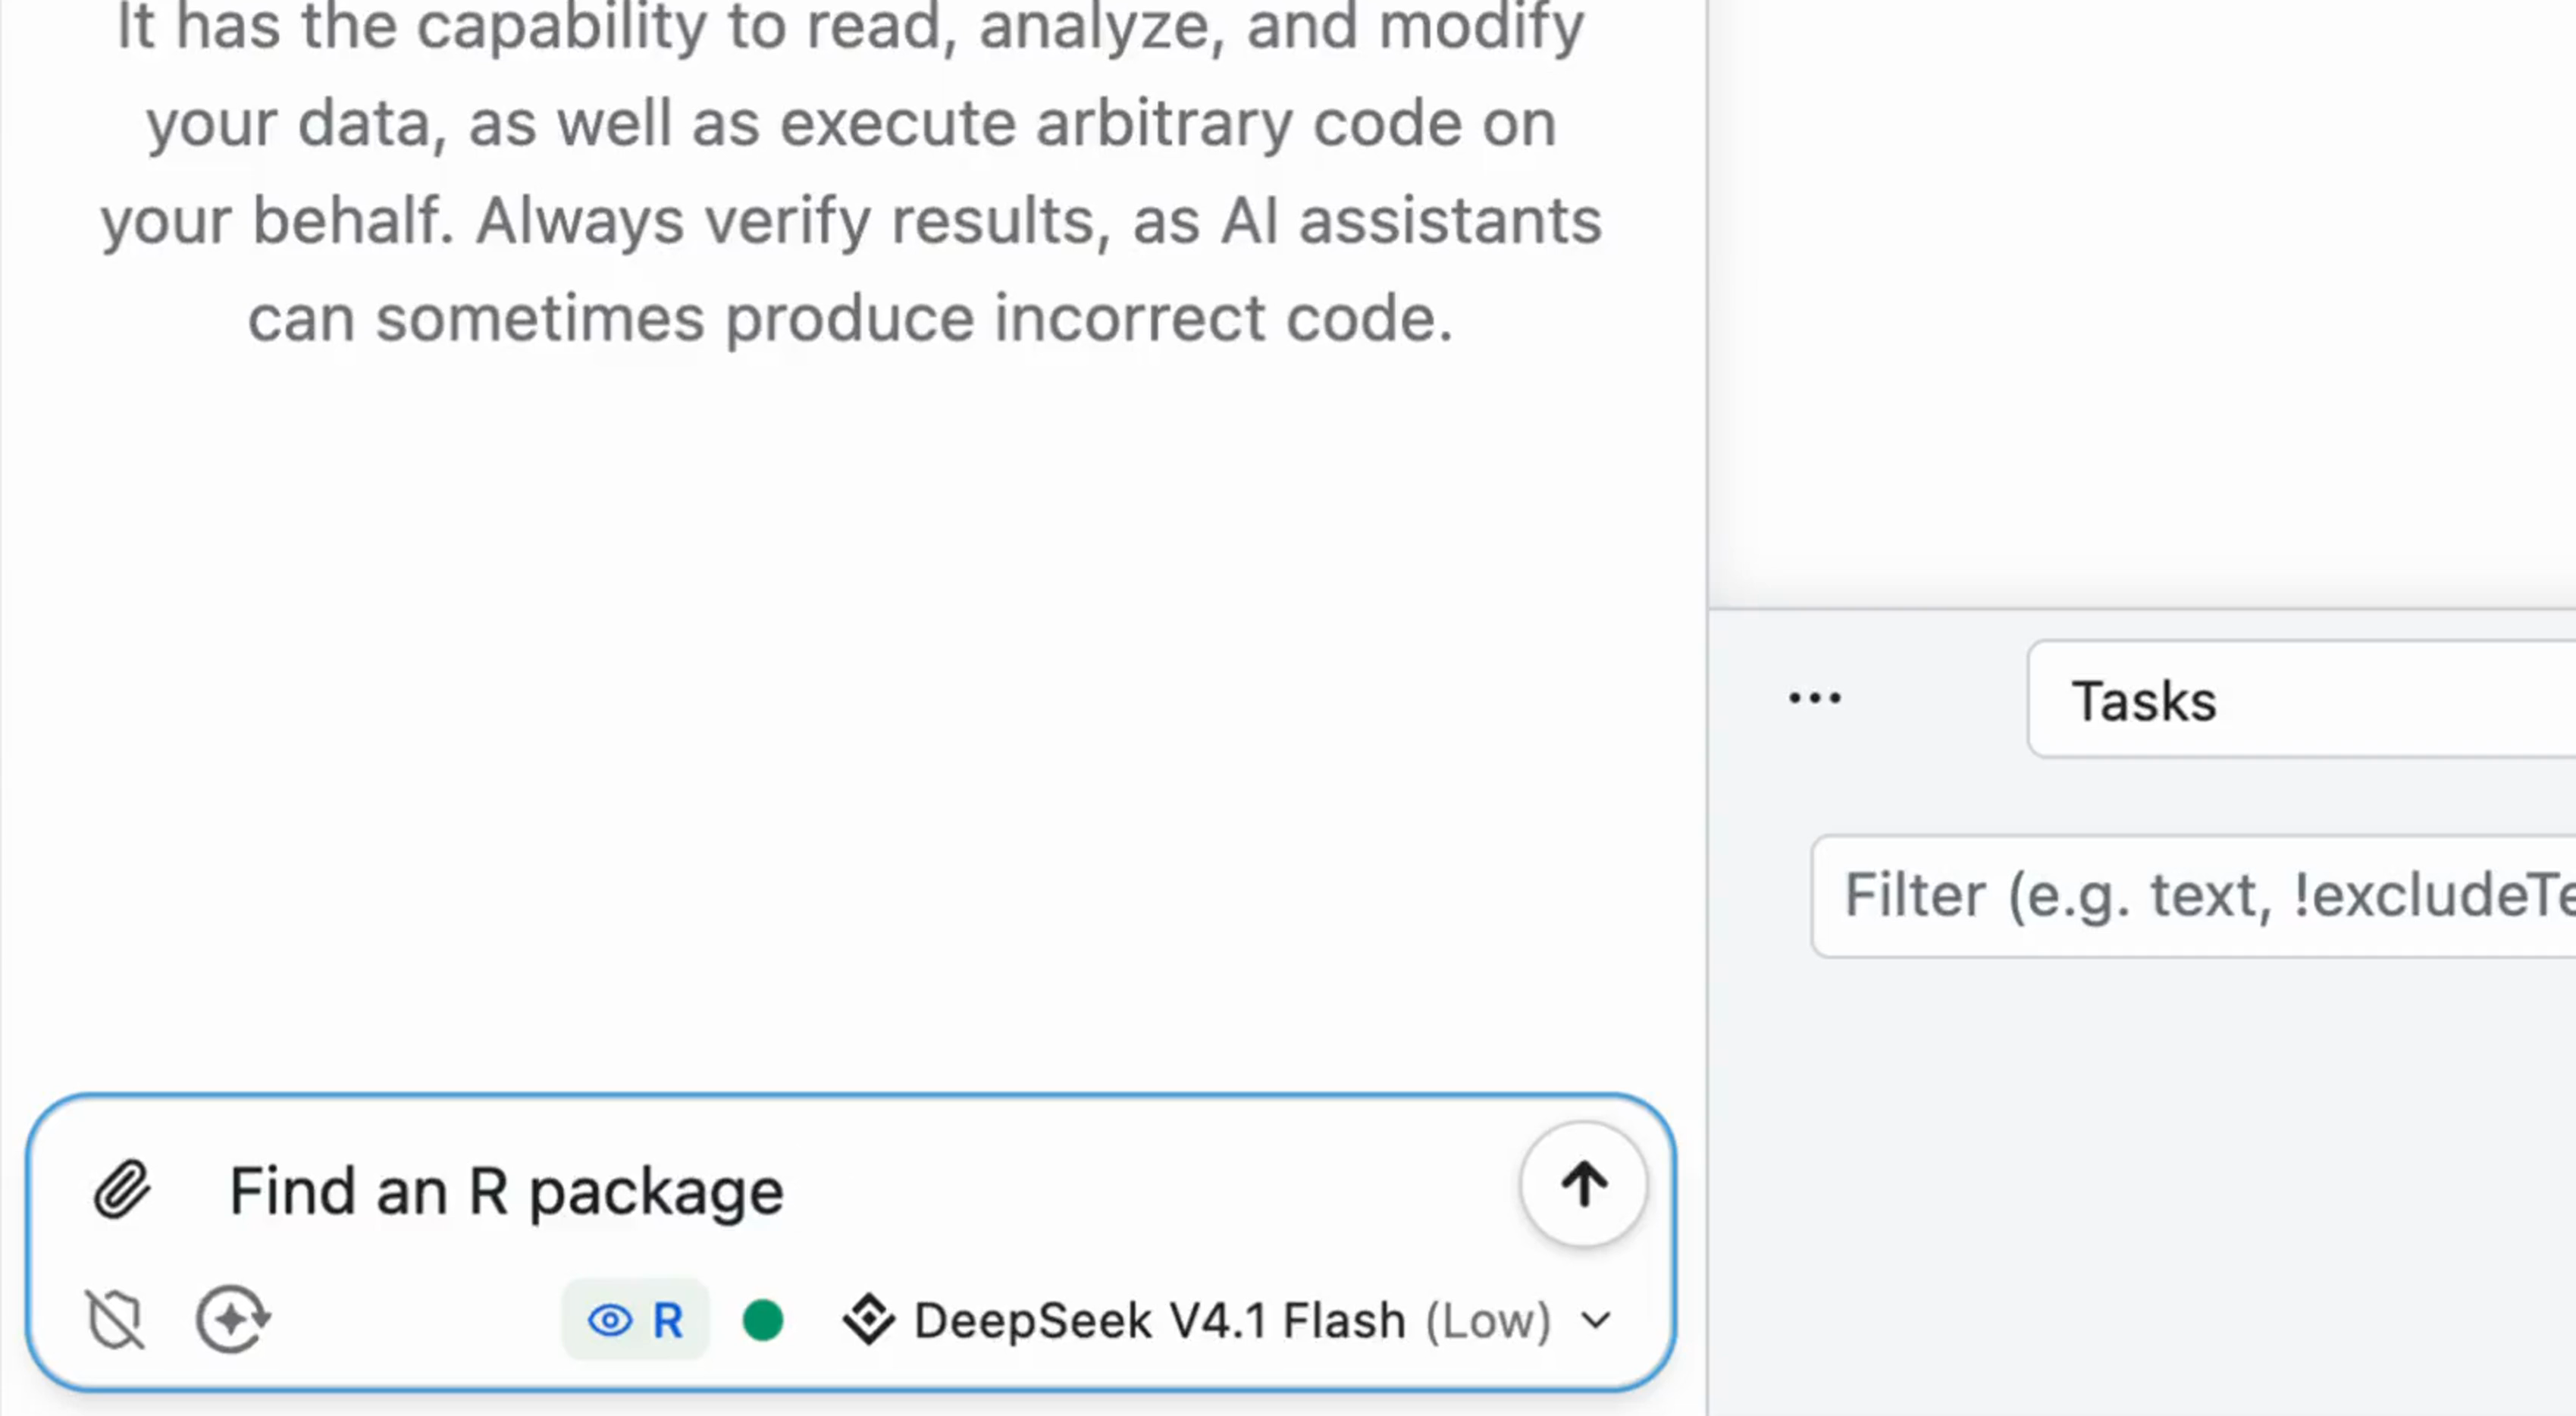 It has the capability to read, analyze, and modify
your data, as well as execute arbitrary code on
your behalf. Always verify results, as AI assistants
can sometimes produce incorrect code.
Tasks
Filter (e.g. text, !excludeTe
Find an R package
R DeepSeek V4.1 Flash (Low)